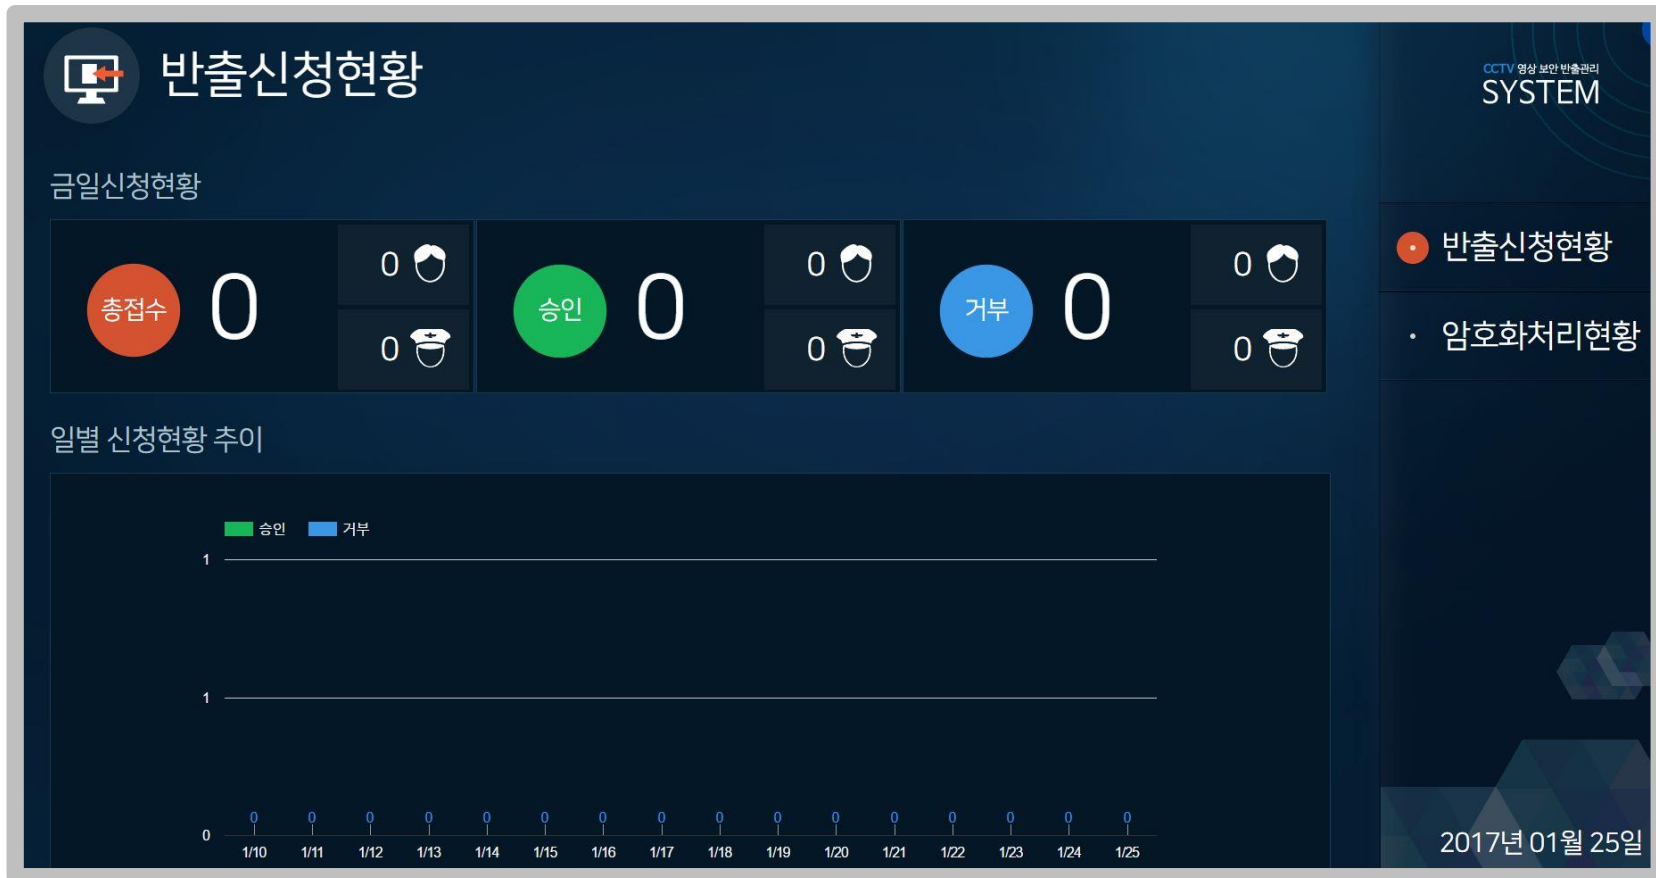 반출신청현황
CCTV 영상 보안 반출관리
SYSTEM
금일신청현황
총접수 0 0 0
승인 0 0 0
거부 0 0 0
반출신청현황
암호화처리현황
일별 신청현황 추이
승인 거부
1
1
0 0 0 0 0 0 0 0 0 0 0 0 0 0 0 0
0
1/10 1/11 1/12 1/13 1/14 1/15 1/16 1/17 1/18 1/19 1/20 1/21 1/22 1/23 1/24 1/25
2017년 01월 25일